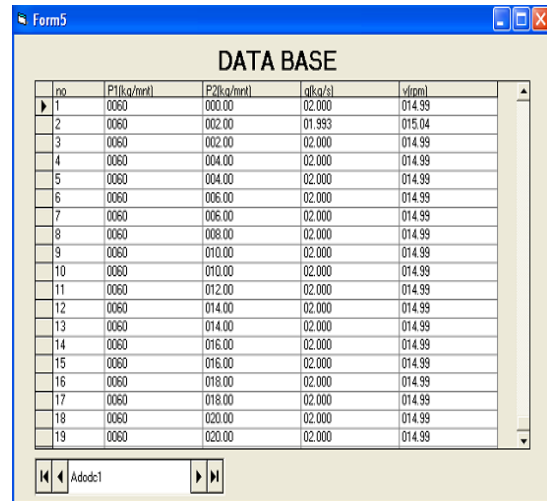 Form5
DATA BASE
no P1(kg/mnt) P2(kg/mnt) q(kg/s) v(rpm)
1 0060 000.00 02.000 014.99
2 0060 002.00 01.993 015.04
3 0060 002.00 02.000 014.99
4 0060 004.00 02.000 014.99
5 0060 004.00 02.000 014.99
6 0060 006.00 02.000 014.99
7 0060 006.00 02.000 014.99
8 0060 008.00 02.000 014.99
9 0060 010.00 02.000 014.99
10 0060 010.00 02.000 014.99
11 0060 012.00 02.000 014.99
12 0060 014.00 02.000 014.99
13 0060 014.00 02.000 014.99
14 0060 016.00 02.000 014.99
15 0060 016.00 02.000 014.99
16 0060 018.00 02.000 014.99
17 0060 018.00 02.000 014.99
18 0060 020.00 02.000 014.99
19 0060 020.00 02.000 014.99
Adodc1